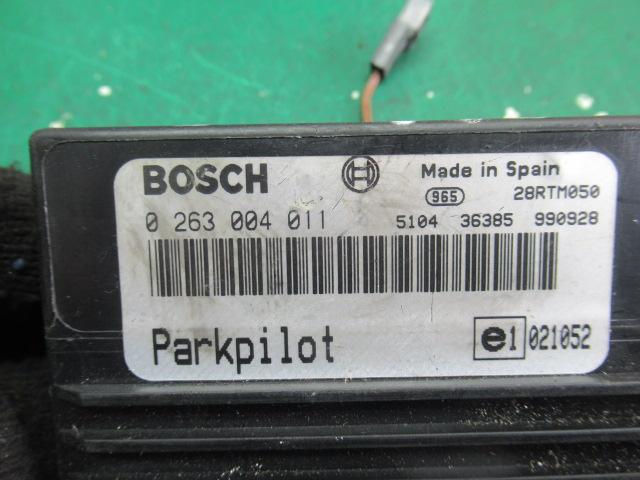 BOSCH Made in Spain
965 28RTM050
0 263 004 011 5104 36385 990928
Parkpilot e1 021052